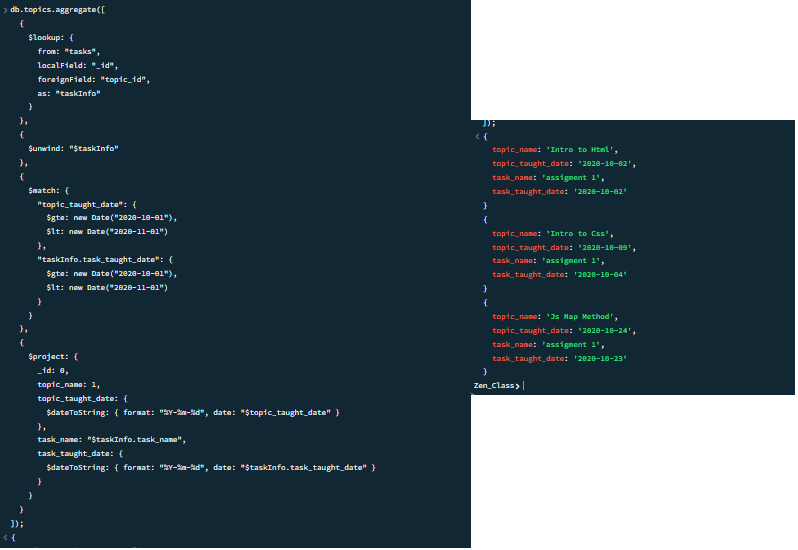 db.topics.aggregate([
{
$lookup: {
from: "tasks",
localField: "_id",
foreignField: "topic_id",
as: "taskInfo"
}
},
{
$unwind: "$taskInfo"
},
{
$match: {
"topic_taught_date": {
$gte: new Date("2020-10-01"),
$lt: new Date("2020-11-01")
},
"taskInfo.task_taught_date": {
$gte: new Date("2020-10-01"),
$lt: new Date("2020-11-01")
}
}
},
{
$project: {
_id: 0,
topic_name: 1,
topic_taught_date: {
$dateToString: { format: "%Y-%m-%d", date: "$topic_taught_date" }
},
task_name: "$taskInfo.task_name",
task_taught_date: {
$dateToString: { format: "%Y-%m-%d", date: "$taskInfo.task_taught_date" }
}
}
}
]);
{
]);
{
topic_name: 'Intro to Html',
topic_taught_date: '2020-10-02',
task_name: 'assigment 1',
task_taught_date: '2020-10-02'
}
{
topic_name: 'Intro to Css',
topic_taught_date: '2020-10-09',
task_name: 'assigment 1',
task_taught_date: '2020-10-04'
}
{
topic_name: 'Js Map Method',
topic_taught_date: '2020-10-24',
task_name: 'assigment 1',
task_taught_date: '2020-10-23'
}
Zen_Class>